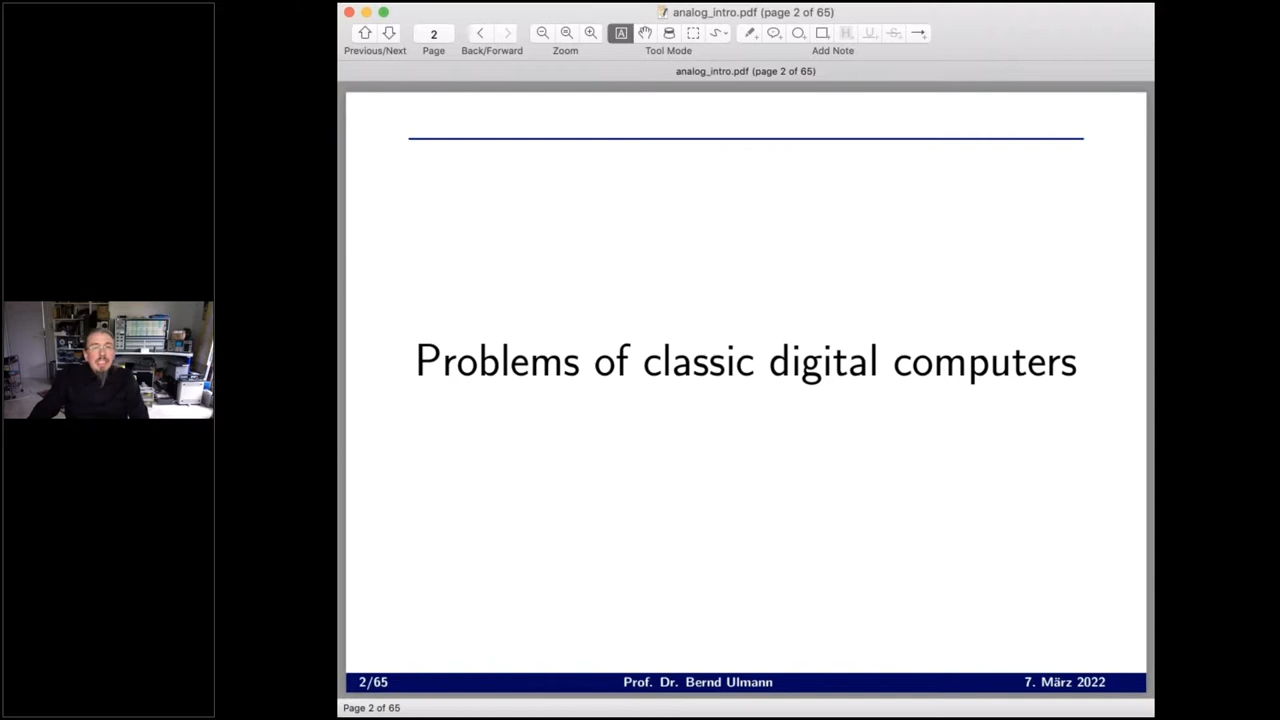 analog_intro.pdf (page 2 of 65)
2
Previous/Next
Page
Back/Forward
Zoom
A
Tool Mode
H
U
S
Add Note
analog_intro.pdf (page 2 of 65)
Problems of classic digital computers
2/65
Prof. Dr. Bernd Ulmann
7. März 2022
Page 2 of 65